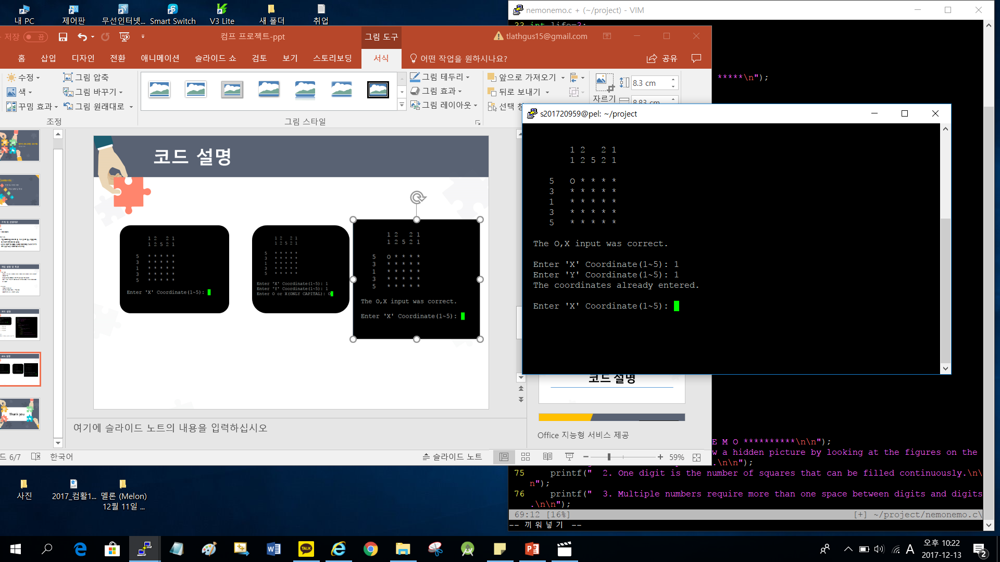 내 PC
제어판
무선인터넷...
Smart Switch
V3 Lite
새 폴더
취업
nemonemo.c + (~/project) - VIM
저장
끔
컴프 프로젝트-ppt
그림 도구
tlathgus15@gmail.com
홈
삽입
디자인
전환
애니메이션
슬라이드 쇼
검토
보기
스토리보딩
서식
어떤 작업을 원하시나요?
공유
수정
색
꾸밈 효과
그림 압축
그림 바꾸기
그림 원래대로
조정
그림 스타일
그림 테두리
그림 효과
그림 레이아웃
앞으로 가져오기
뒤로 보내기
선택 창
자르기
8.3 cm
8.83 cm
33 int life=3;
*****\n");
s201720959@pel: ~/project
1 2   2 1
1 2 5 2 1
5   O * * * *
3   * * * * *
1   * * * * *
3   * * * * *
5   * * * * *
The O,X input was correct.
Enter 'X' Coordinate(1~5): 1
Enter 'Y' Coordinate(1~5): 1
The coordinates already entered.
Enter 'X' Coordinate(1~5):
코드 설명
1 2   2 1
1 2 5 2 1
5   * * * * *
3   * * * * *
1   * * * * *
3   * * * * *
5   * * * * *
Enter 'X' Coordinate(1~5):
1 2   2 1
1 2 5 2 1
5   * * * * *
3   * * * * *
1   * * * * *
3   * * * * *
5   * * * * *
Enter 'X' Coordinate(1~5): 1
Enter 'Y' Coordinate(1~5): 1
Enter O or X(ONLY CAPITAL): O
1 2   2 1
1 2 5 2 1
5   O * * * *
3   * * * * *
1   * * * * *
3   * * * * *
5   * * * * *
The O,X input was correct.
Enter 'X' Coordinate(1~5):
Contents
코드 설명
코드 설명
Thank you
여기에 슬라이드 노트의 내용을 입력하십시오
코드 설명
Office 지능형 서비스 제공
드 6/7
한국어
슬라이드 노트
59%
E M O **********\n\n");
w a hidden picture by looking at the figures on the
.\n\n");
75     printf("  2. One digit is the number of squares that can be filled continuously.\n\
n");
76     printf("  3. Multiple numbers require more than one space between digits and digits
.\n\n");
69:12 [16%]
[+] ~/project/nemonemo.c\
-- 끼워넣기 --
사진
2017_컴활1...
멜론 (Melon)
12월 11일 ...
TALK
A
오후 10:22
2017-12-13
2